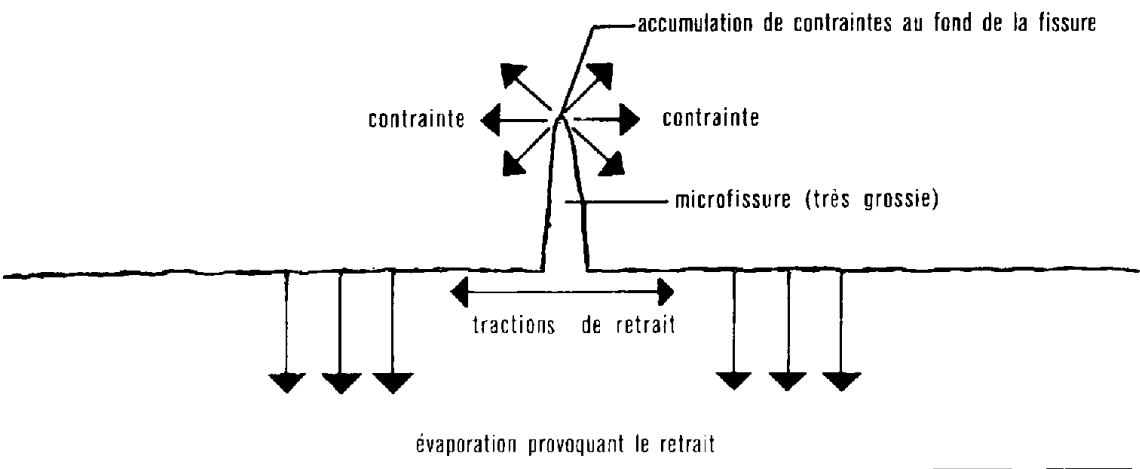 accumulation de contraintes au fond de la fissure
contrainte
contrainte
microfissure (très grossie)
tractions de retrait
évaporation provoquant le retrait